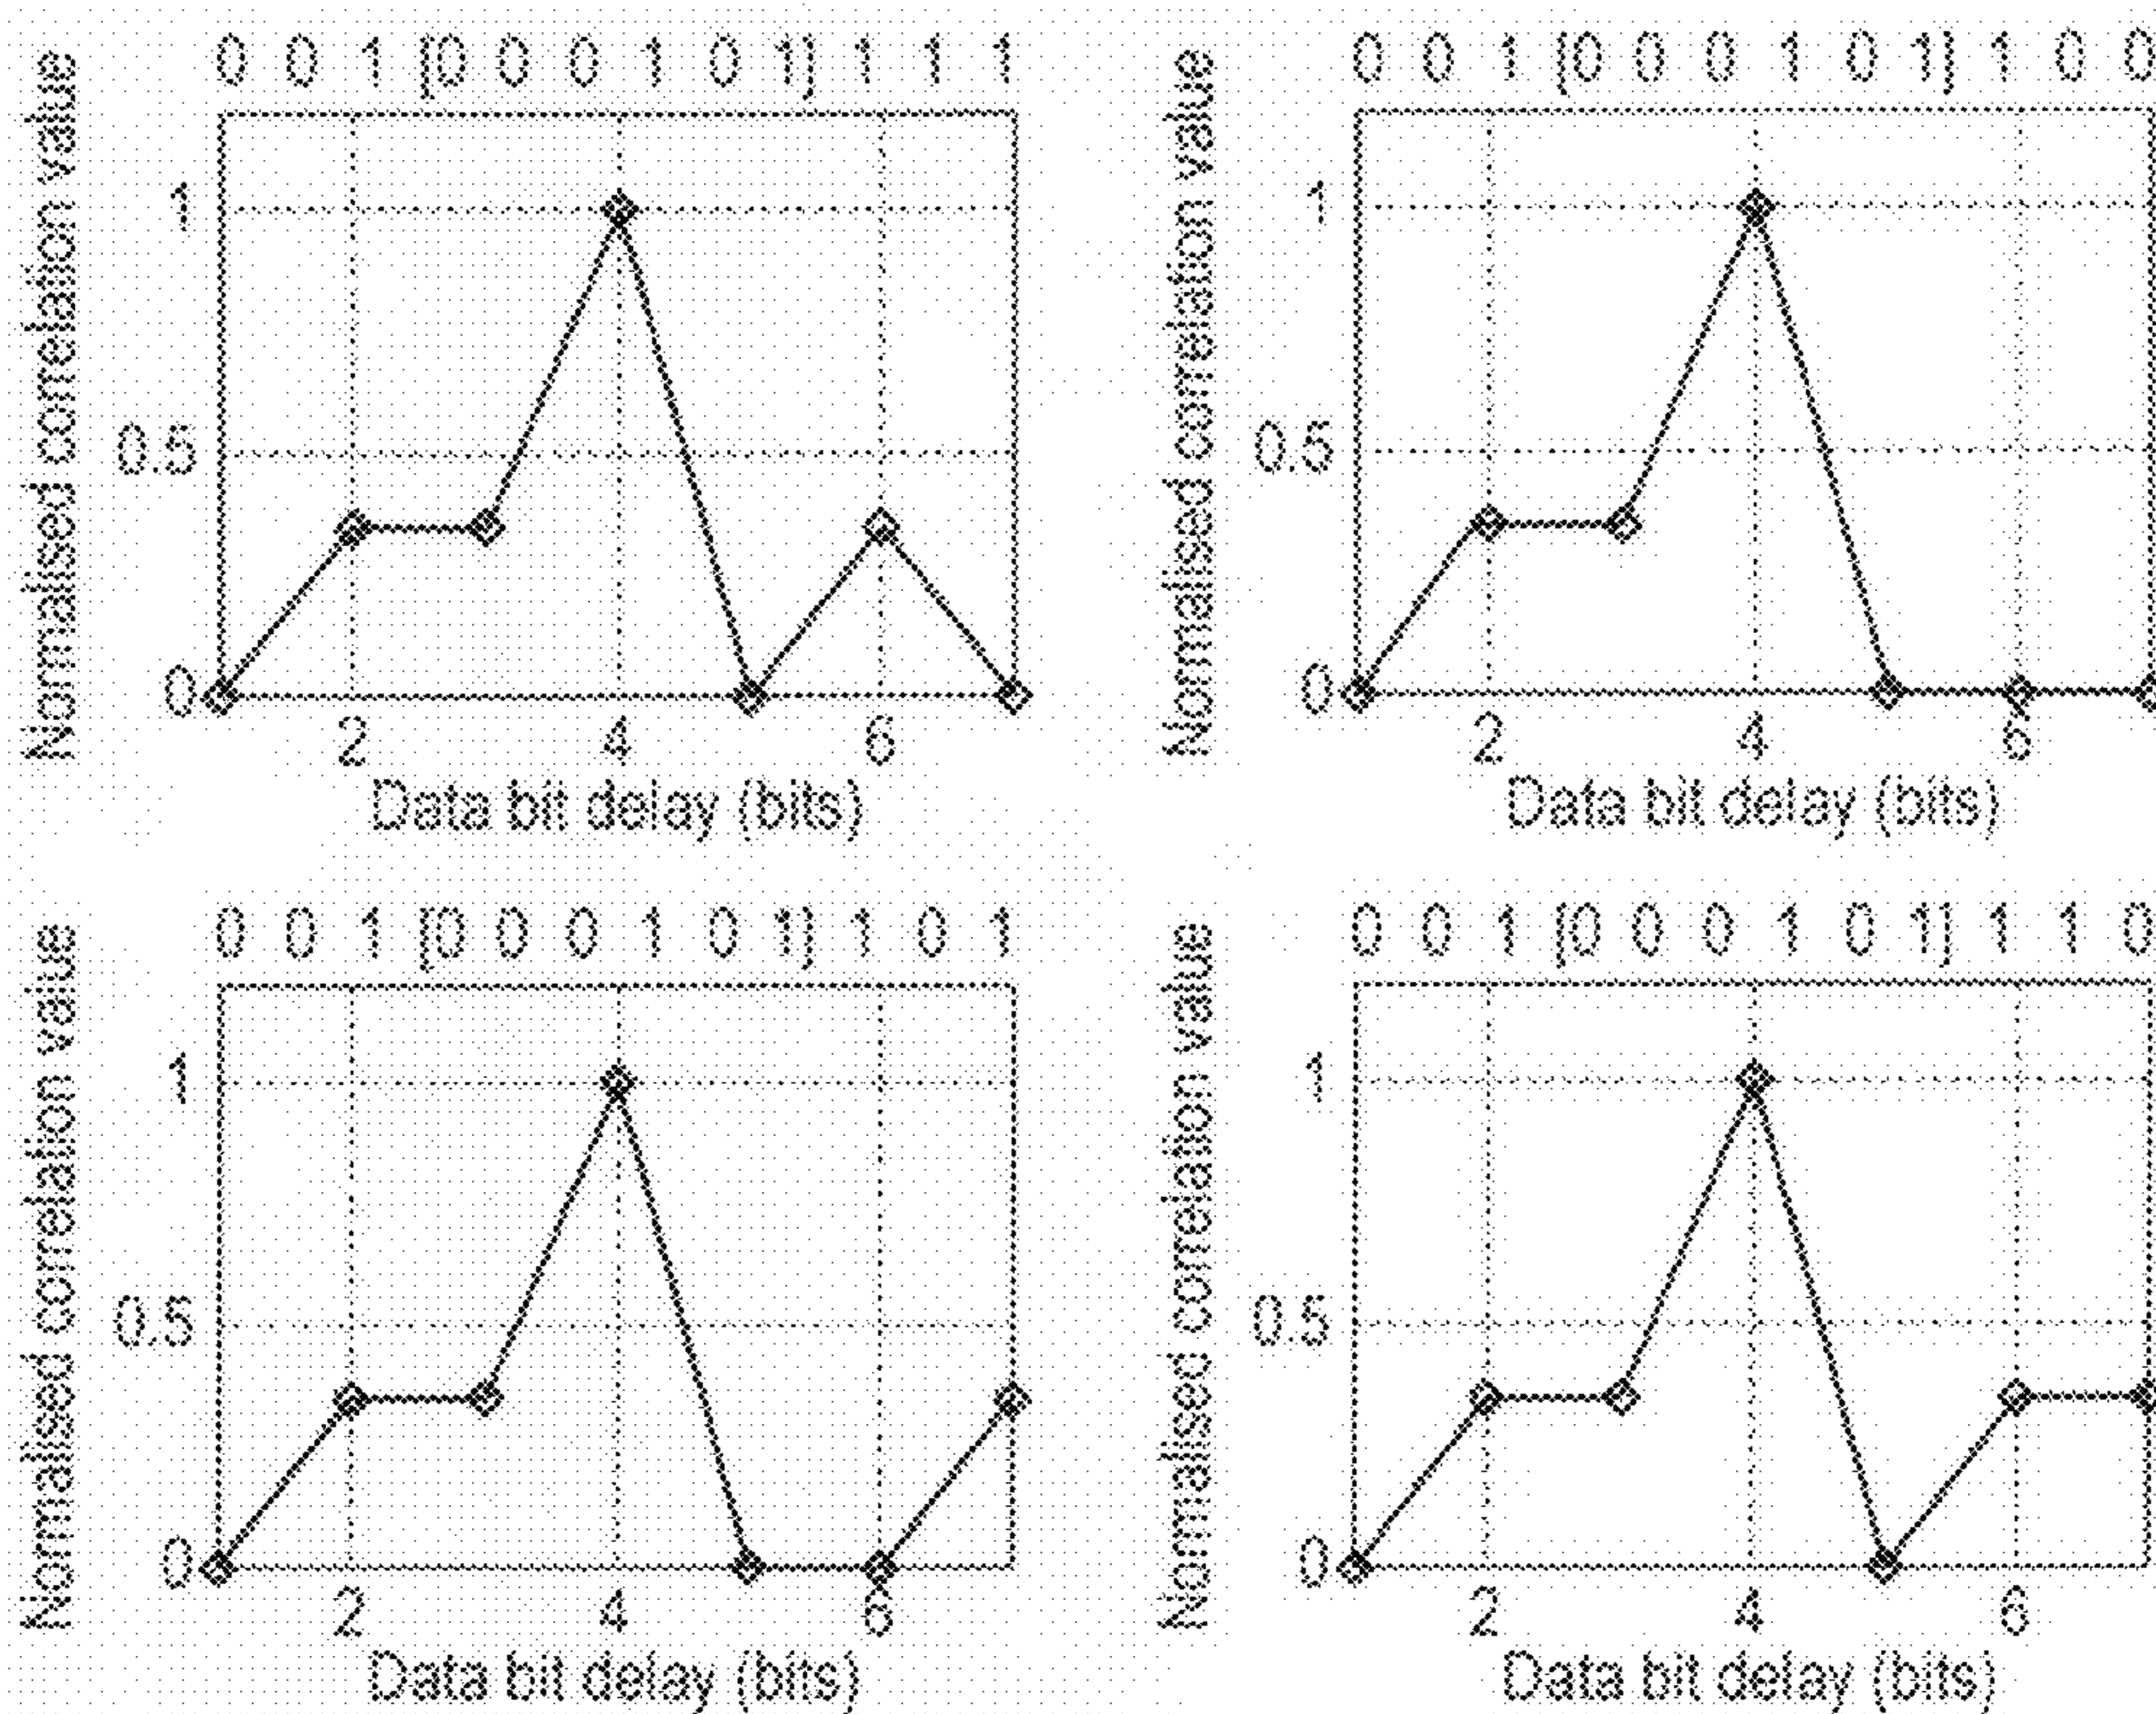 0 0 1 [0 0 0 1 0 1] 1 1 1
Normalised correlation value
1
0.5
0
2 4 6
Data bit delay (bits)
0 0 1 [0 0 0 1 0 1] 1 0 0
Normalised correlation value
1
0.5
0
2 4 6
Data bit delay (bits)
0 0 1 [0 0 0 1 0 1] 1 0 1
Normalised correlation value
1
0.5
0
2 4 6
Data bit delay (bits)
0 0 1 [0 0 0 1 0 1] 1 1 0
Normalised correlation value
1
0.5
0
2 4 6
Data bit delay (bits)